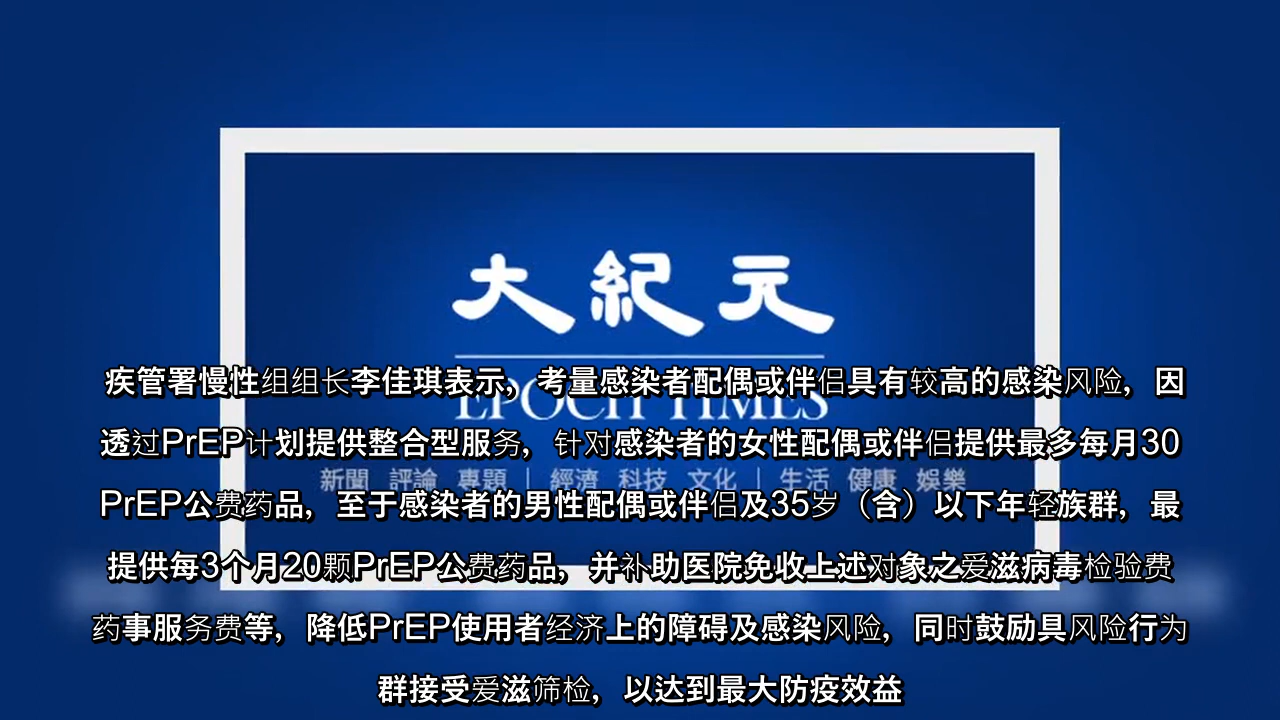 大紀元
EPOCH TIMES
新聞 評論 專題 | 經濟 科技 文化 | 生活 健康 娛樂
疾管署慢性组组长李佳琪表示，考量感染者配偶或伴侣具有较高的感染风险，因
透过PrEP计划提供整合型服务，针对感染者的女性配偶或伴侣提供最多每月30
PrEP公费药品，至于感染者的男性配偶或伴侣及35岁（含）以下年轻族群，最
提供每3个月20颗PrEP公费药品，并补助医院免收上述对象之爱滋病毒检验费
药事服务费等，降低PrEP使用者经济上的障碍及感染风险，同时鼓励具风险行为
群接受爱滋筛检，以达到最大防疫效益